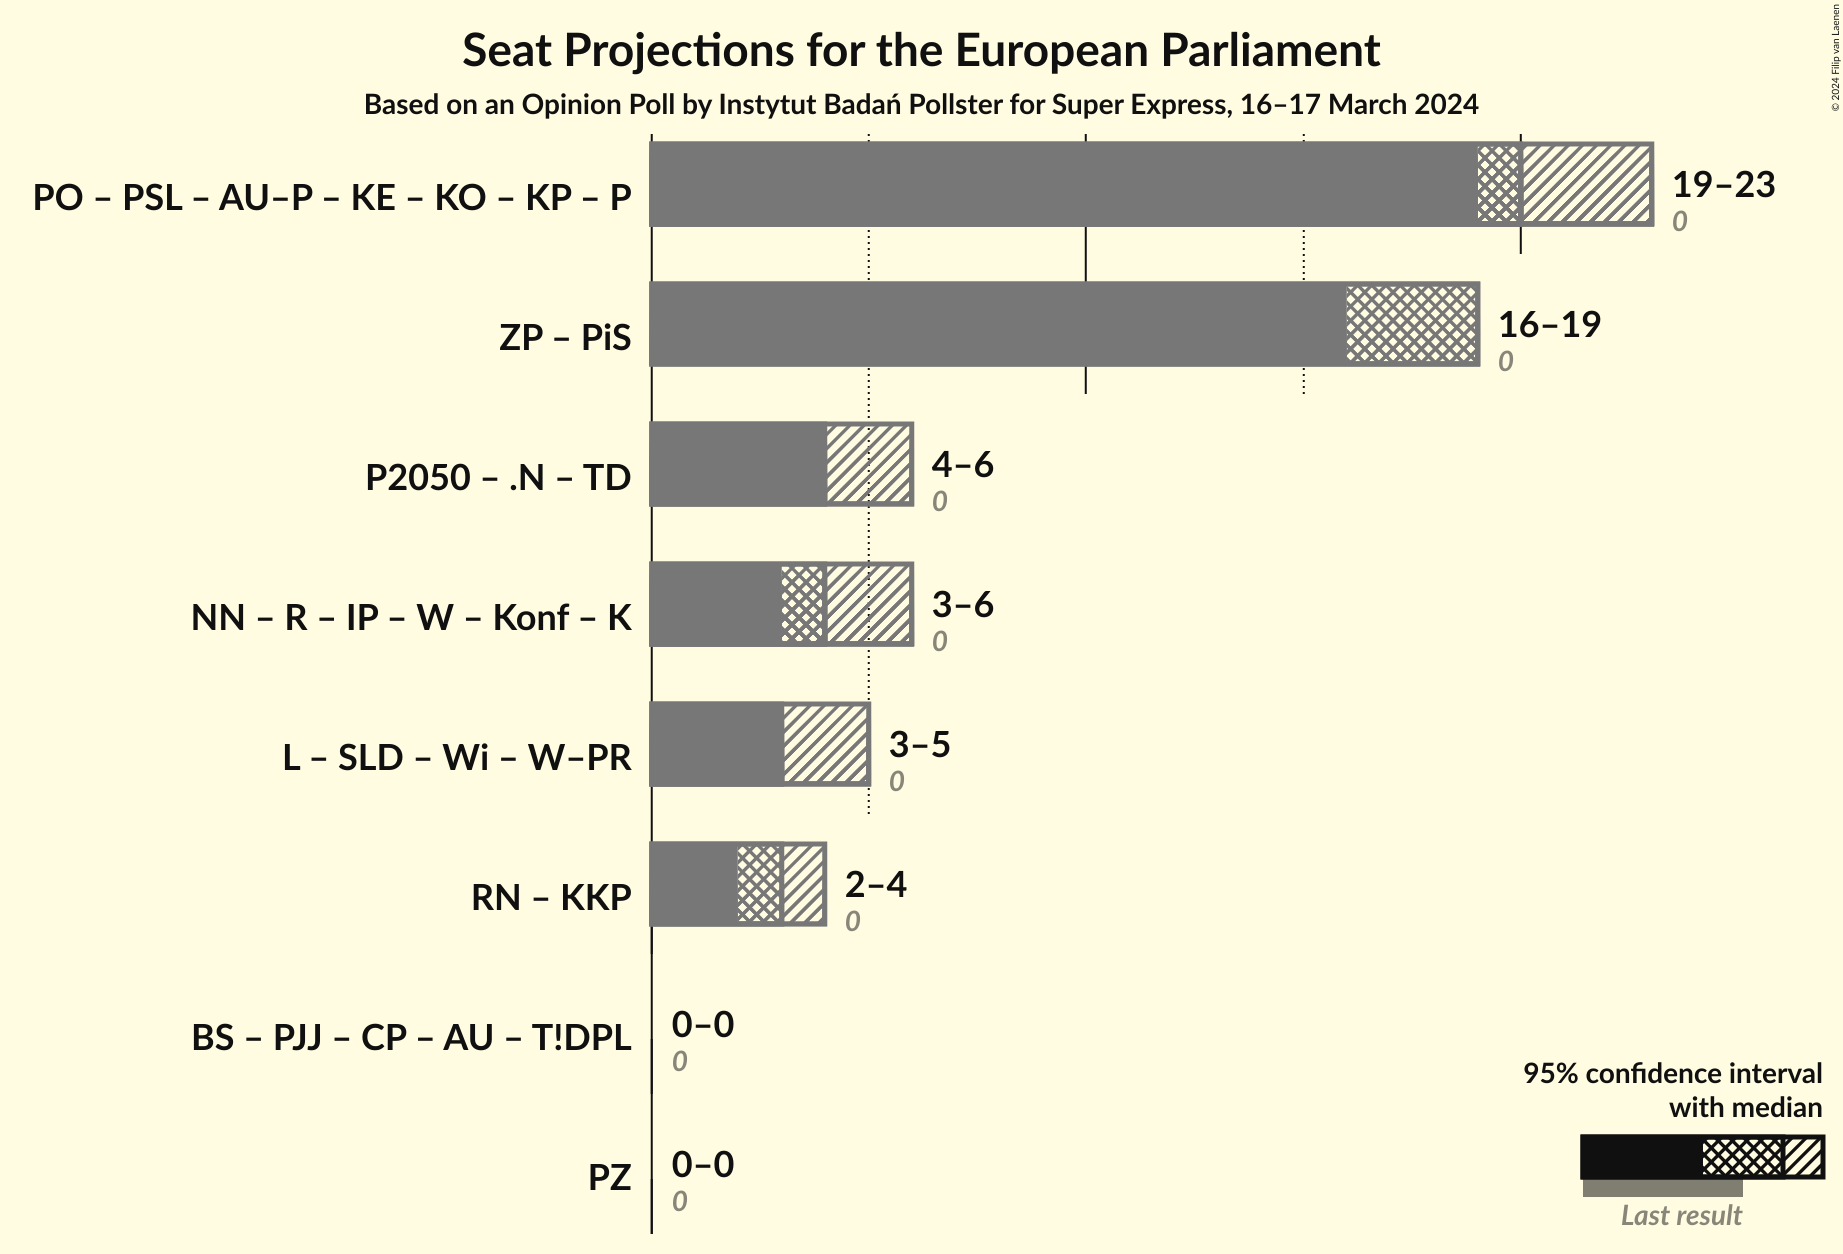 Seat Projections for the European Parliament
Based on an Opinion Poll by Instytut Badań Pollster for Super Express, 16–17 March 2024
© 2024 Filip van Laenen
PO – PSL – AU–P – KE – KO – KP – P
19–23
0
ZP – PiS
16–19
0
P2050 – .N – TD
4–6
0
NN – R – IP – W – Konf – K
3–6
0
L – SLD – Wi – W–PR
3–5
0
RN – KKP
2–4
0
BS – PJJ – CP – AU – T!DPL
0–0
0
PZ
0–0
0
95% confidence interval
with median
Last result